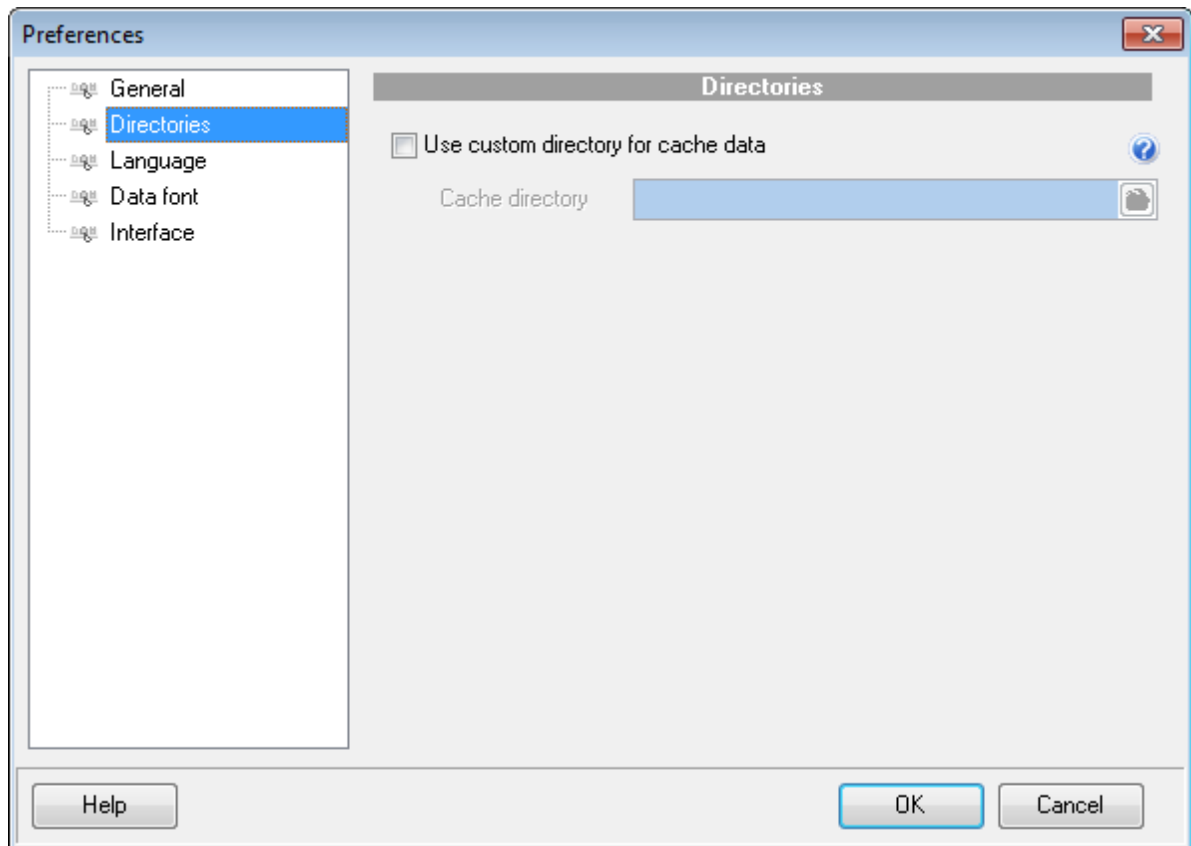 Preferences
General
Directories
Language
Data font
Interface
Directories
Use custom directory for cache data
Cache directory
Help
OK
Cancel